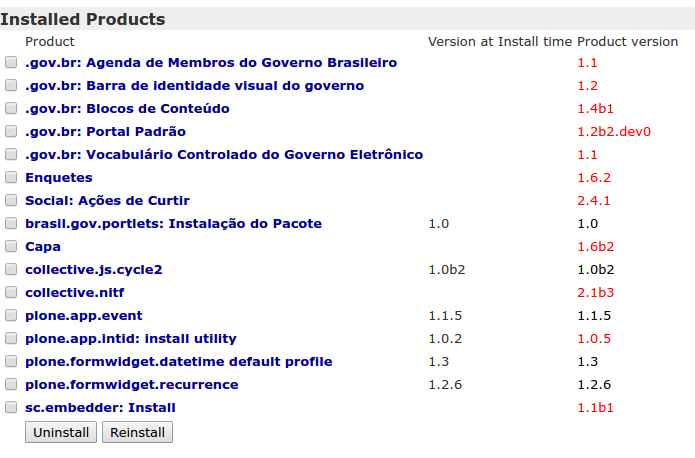 Installed Products
Product Version at Install time Product version
.gov.br: Agenda de Membros do Governo Brasileiro 1.1
.gov.br: Barra de identidade visual do governo 1.2
.gov.br: Blocos de Conteúdo 1.4b1
.gov.br: Portal Padrão 1.2b2.dev0
.gov.br: Vocabulário Controlado do Governo Eletrônico 1.1
Enquetes 1.6.2
Social: Ações de Curtir 2.4.1
brasil.gov.portlets: Instalação do Pacote 1.0 1.0
Capa 1.6b2
collective.js.cycle2 1.0b2 1.0b2
collective.nitf 2.1b3
plone.app.event 1.1.5 1.1.5
plone.app.intid: install utility 1.0.2 1.0.5
plone.formwidget.datetime default profile 1.3 1.3
plone.formwidget.recurrence 1.2.6 1.2.6
sc.embedder: Install 1.1b1
Uninstall Reinstall